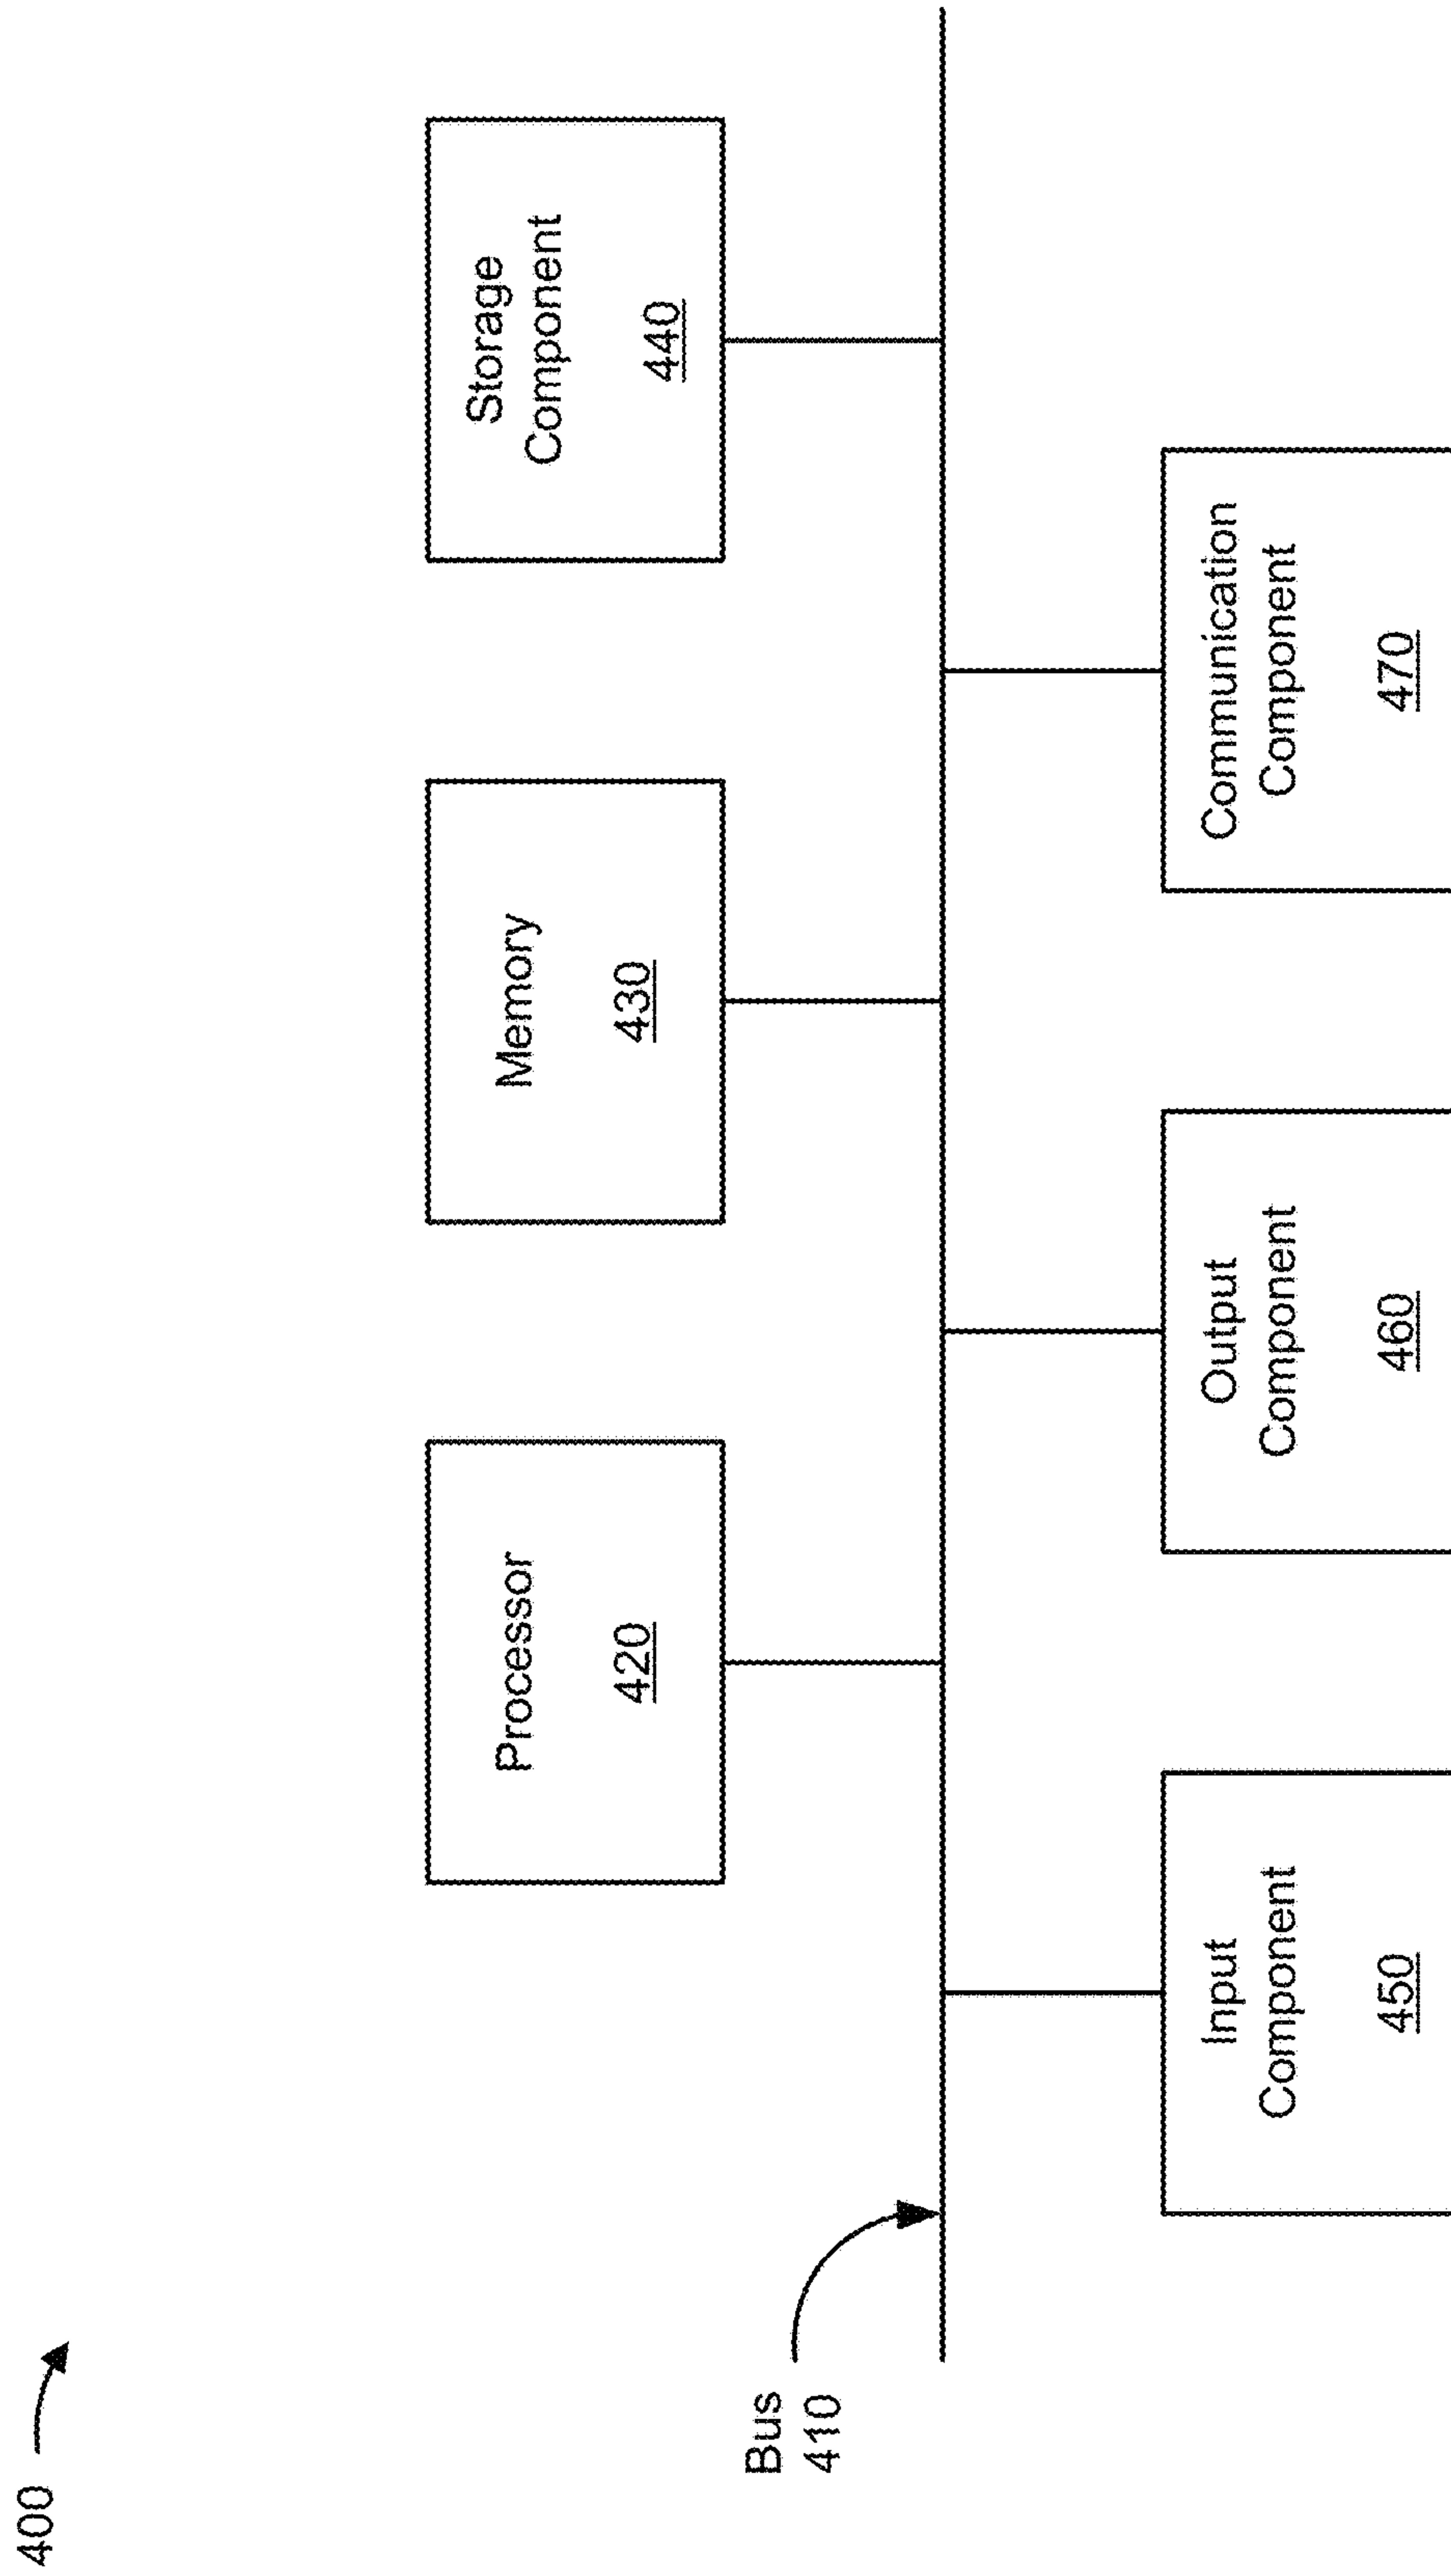 400
Processor
420
Memory
430
Storage
Component
440
Bus
410
Input
Component
450
Output
Component
460
Communication
Component
470